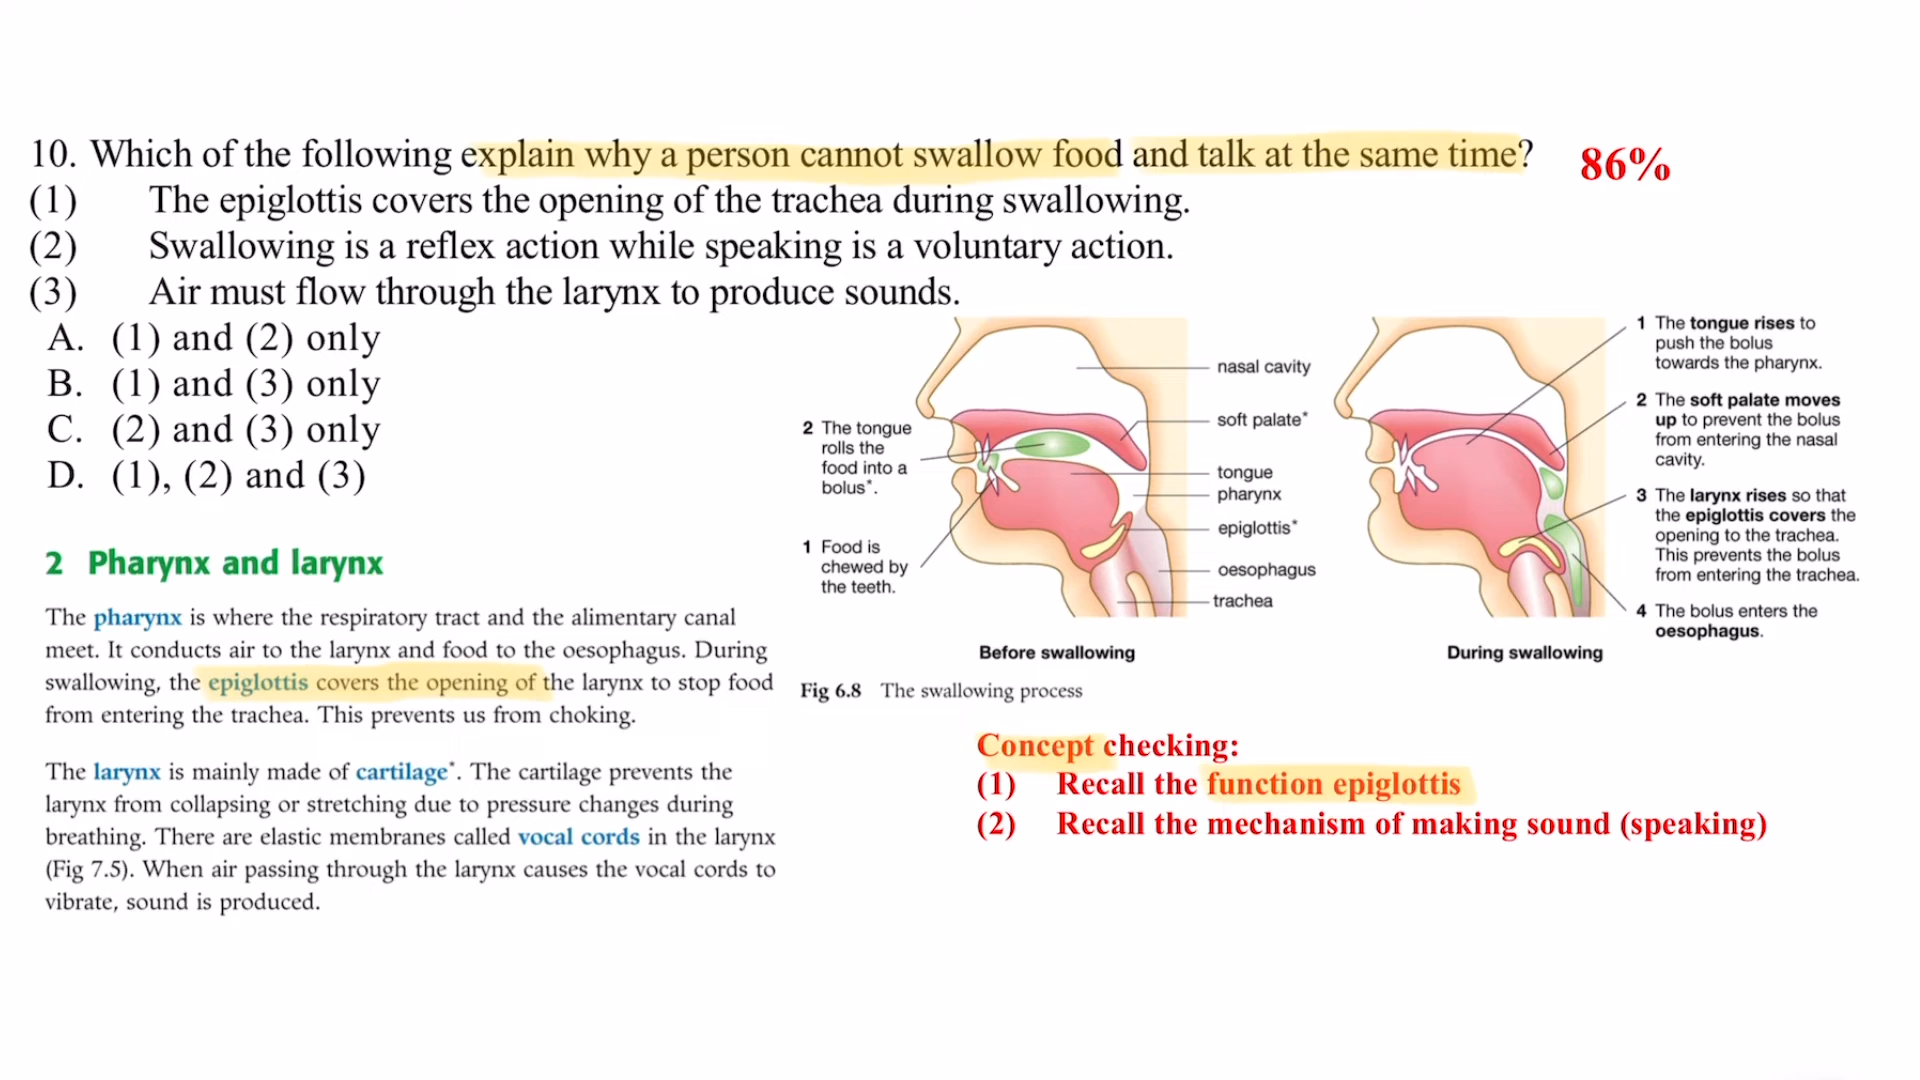 10. Which of the following explain why a person cannot swallow food and talk at the same time? 86%
(1) The epiglottis covers the opening of the trachea during swallowing.
(2) Swallowing is a reflex action while speaking is a voluntary action.
(3) Air must flow through the larynx to produce sounds.
A. (1) and (2) only
B. (1) and (3) only
C. (2) and (3) only
D. (1), (2) and (3)
2 Pharynx and larynx
The pharynx is where the respiratory tract and the alimentary canal
meet. It conducts air to the larynx and food to the oesophagus. During
swallowing, the epiglottis covers the opening of the larynx to stop food
from entering the trachea. This prevents us from choking.
The larynx is mainly made of cartilage*. The cartilage prevents the
larynx from collapsing or stretching due to pressure changes during
breathing. There are elastic membranes called vocal cords in the larynx
(Fig 7.5). When air passing through the larynx causes the vocal cords to
vibrate, sound is produced.
2 The tongue
rolls the
food into a
bolus*.
1 Food is
chewed by
the teeth.
nasal cavity
soft palate*
tongue
pharynx
epiglottis*
oesophagus
trachea
Before swallowing
1 The tongue rises to
push the bolus
towards the pharynx.
2 The soft palate moves
up to prevent the bolus
from entering the nasal
cavity.
3 The larynx rises so that
the epiglottis covers the
opening to the trachea.
This prevents the bolus
from entering the trachea.
4 The bolus enters the
oesophagus.
During swallowing
Fig 6.8 The swallowing process
Concept checking:
(1) Recall the function epiglottis
(2) Recall the mechanism of making sound (speaking)